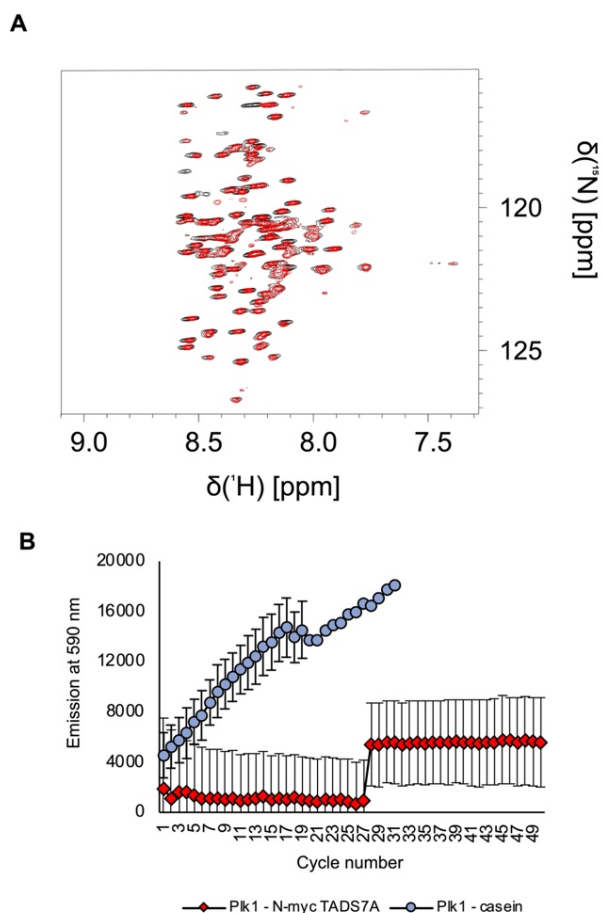 A
120
125
δ(¹⁵N) [ppm]
9.0 8.5 8.0 7.5
δ(¹H) [ppm]
B
20000
16000
12000
8000
4000
0
Emission at 590 nm
1 3 5 7 9 11 13 15 17 19 21 23 25 27 29 31 33 35 37 39 41 43 45 47 49
Cycle number
Plk1 - N-myc TADS7A Plk1 - casein